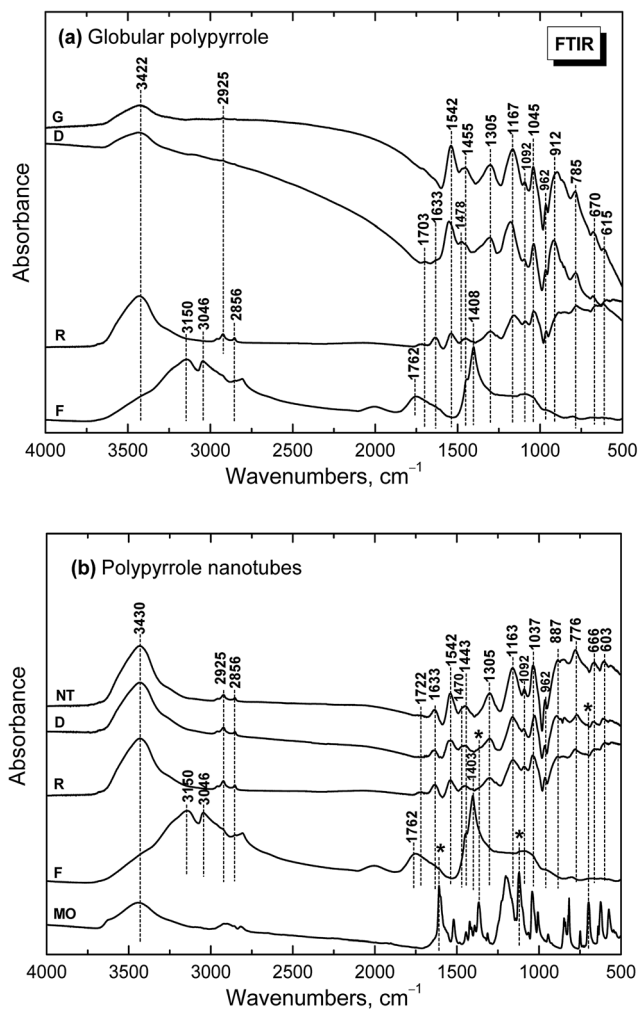 (a) Globular polypyrrole
FTIR
3422
2925
1542
1455
1305
1167
1092
1045
962
912
785
670
615
G
D
1703
1633
1478
R
3150
3046
2856
1762
1408
F
Absorbance
4000 3500 3000 2500 2000 1500 1000 500
Wavenumbers, cm−1
(b) Polypyrrole nanotubes
3430
2925
2856
1722
1633
1542
1470
1443
1305
1163
1092
1037
962
887
776
666
603
NT
D
*
*
R
3150
3046
1762
1403
*
*
F
MO
Absorbance
4000 3500 3000 2500 2000 1500 1000 500
Wavenumbers, cm−1